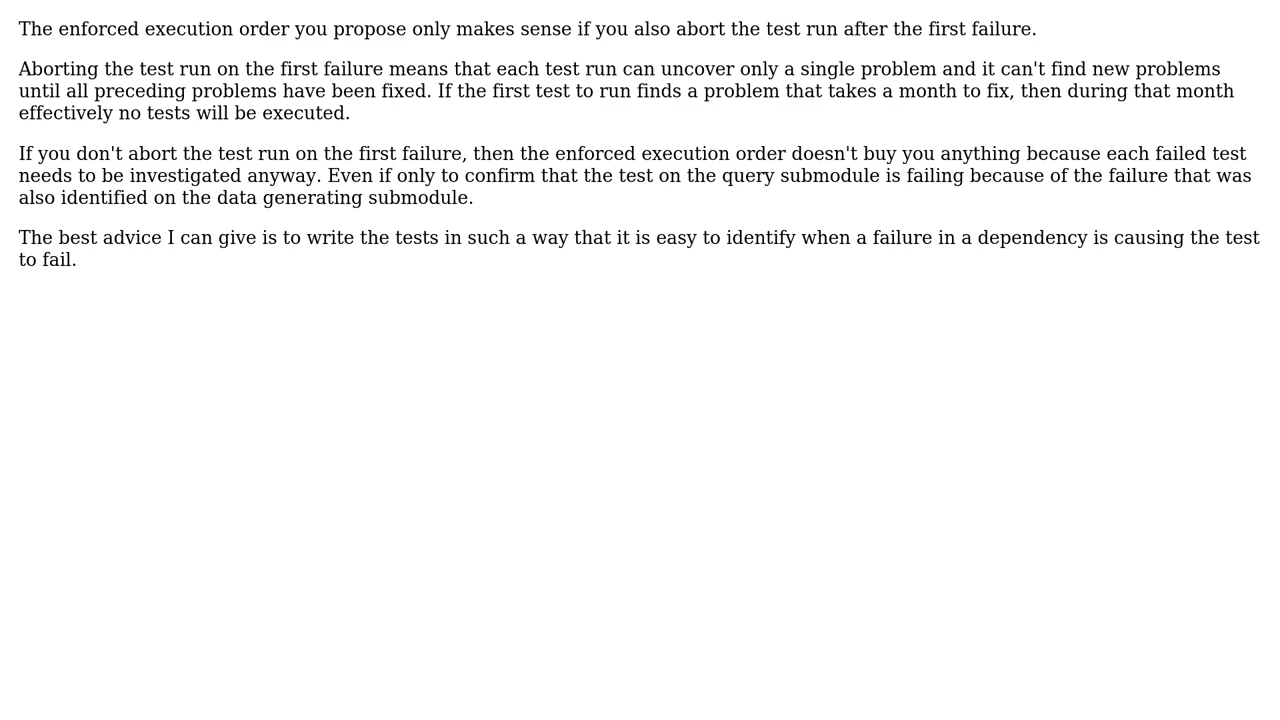 The enforced execution order you propose only makes sense if you also abort the test run after the first failure.
Aborting the test run on the first failure means that each test run can uncover only a single problem and it can't find new problems
until all preceding problems have been fixed. If the first test to run finds a problem that takes a month to fix, then during that month
effectively no tests will be executed.
If you don't abort the test run on the first failure, then the enforced execution order doesn't buy you anything because each failed test
needs to be investigated anyway. Even if only to confirm that the test on the query submodule is failing because of the failure that was
also identified on the data generating submodule.
The best advice I can give is to write the tests in such a way that it is easy to identify when a failure in a dependency is causing the test
to fail.